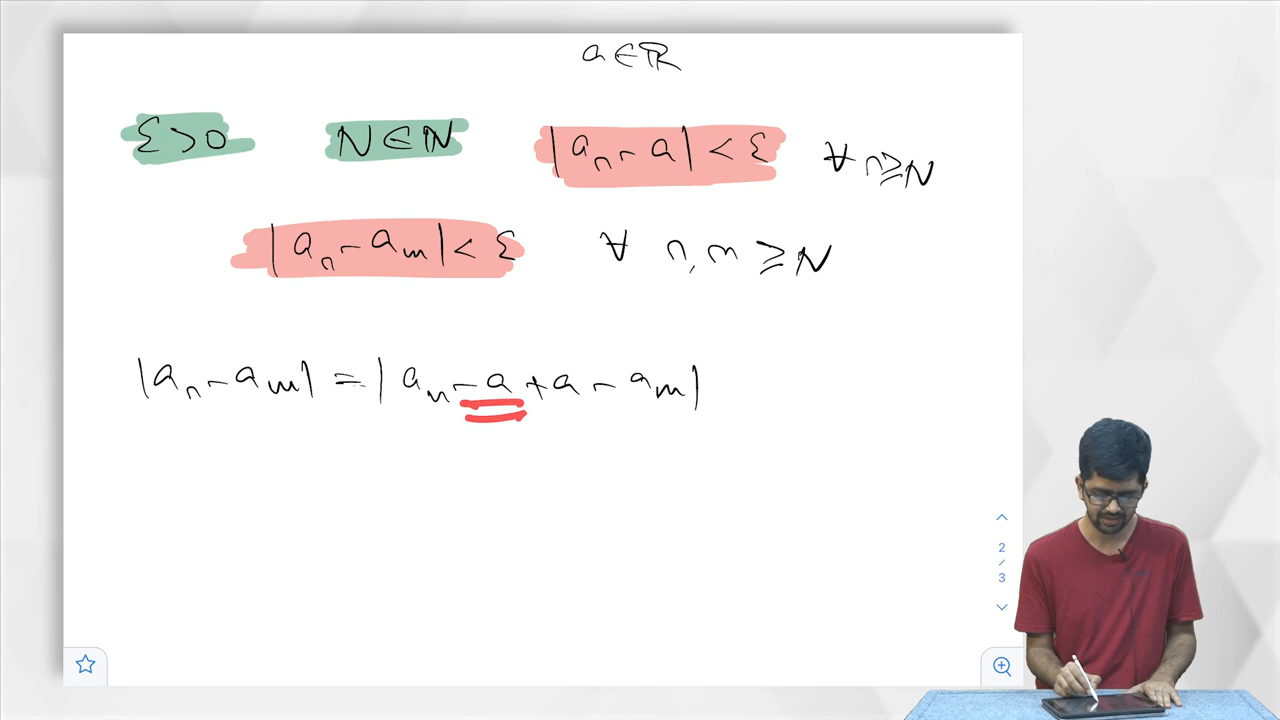 a ∈ ℝ
ε > 0 N ∈ ℕ |aₙ - a| < ε ∀ n ≥ N
|aₙ - aₘ| < ε ∀ n, m ≥ N
|aₙ - aₘ| = |aₙ - a + a - aₘ|
2
/
3